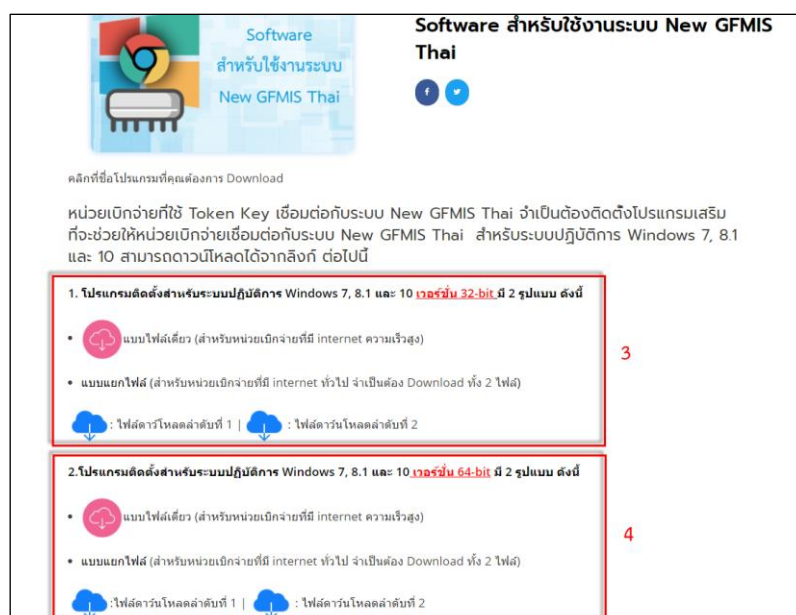 Software
สำหรับใช้งานระบบ
New GFMIS Thai
Software สำหรับใช้งานระบบ New GFMIS
Thai
คลิกที่ชื่อโปรแกรมที่คุณต้องการ Download
หน่วยเบิกจ่ายที่ใช้ Token Key เชื่อมต่อกับระบบ New GFMIS Thai จำเป็นต้องติดตั้งโปรแกรมเสริม
ที่จะช่วยให้หน่วยเบิกจ่ายเชื่อมต่อกับระบบ New GFMIS Thai สำหรับระบบปฏิบัติการ Windows 7, 8.1
และ 10 สามารถดาวน์โหลดได้จากลิงก์ ต่อไปนี้
1. โปรแกรมติดตั้งสำหรับระบบปฏิบัติการ Windows 7, 8.1 และ 10 เวอร์ชั่น 32-bit มี 2 รูปแบบ ดังนี้
• แบบไฟล์เดี่ยว (สำหรับหน่วยเบิกจ่ายที่มี internet ความเร็วสูง)
3
• แบบแยกไฟล์ (สำหรับหน่วยเบิกจ่ายที่มี internet ทั่วไป จำเป็นต้อง Download ทั้ง 2 ไฟล์)
: ไฟล์ดาว์โหลดลำดับที่ 1 | : ไฟล์ดาวน์โหลดลำดับที่ 2
2.โปรแกรมติดตั้งสำหรับระบบปฏิบัติการ Windows 7, 8.1 และ 10 เวอร์ชั่น 64-bit มี 2 รูปแบบ ดังนี้
• แบบไฟล์เดี่ยว (สำหรับหน่วยเบิกจ่ายที่มี internet ความเร็วสูง)
4
• แบบแยกไฟล์ (สำหรับหน่วยเบิกจ่ายที่มี internet ทั่วไป จำเป็นต้อง Download ทั้ง 2 ไฟล์)
:ไฟล์ดาวน์โหลดลำดับที่ 1 | : ไฟล์ดาวน์โหลดลำดับที่ 2